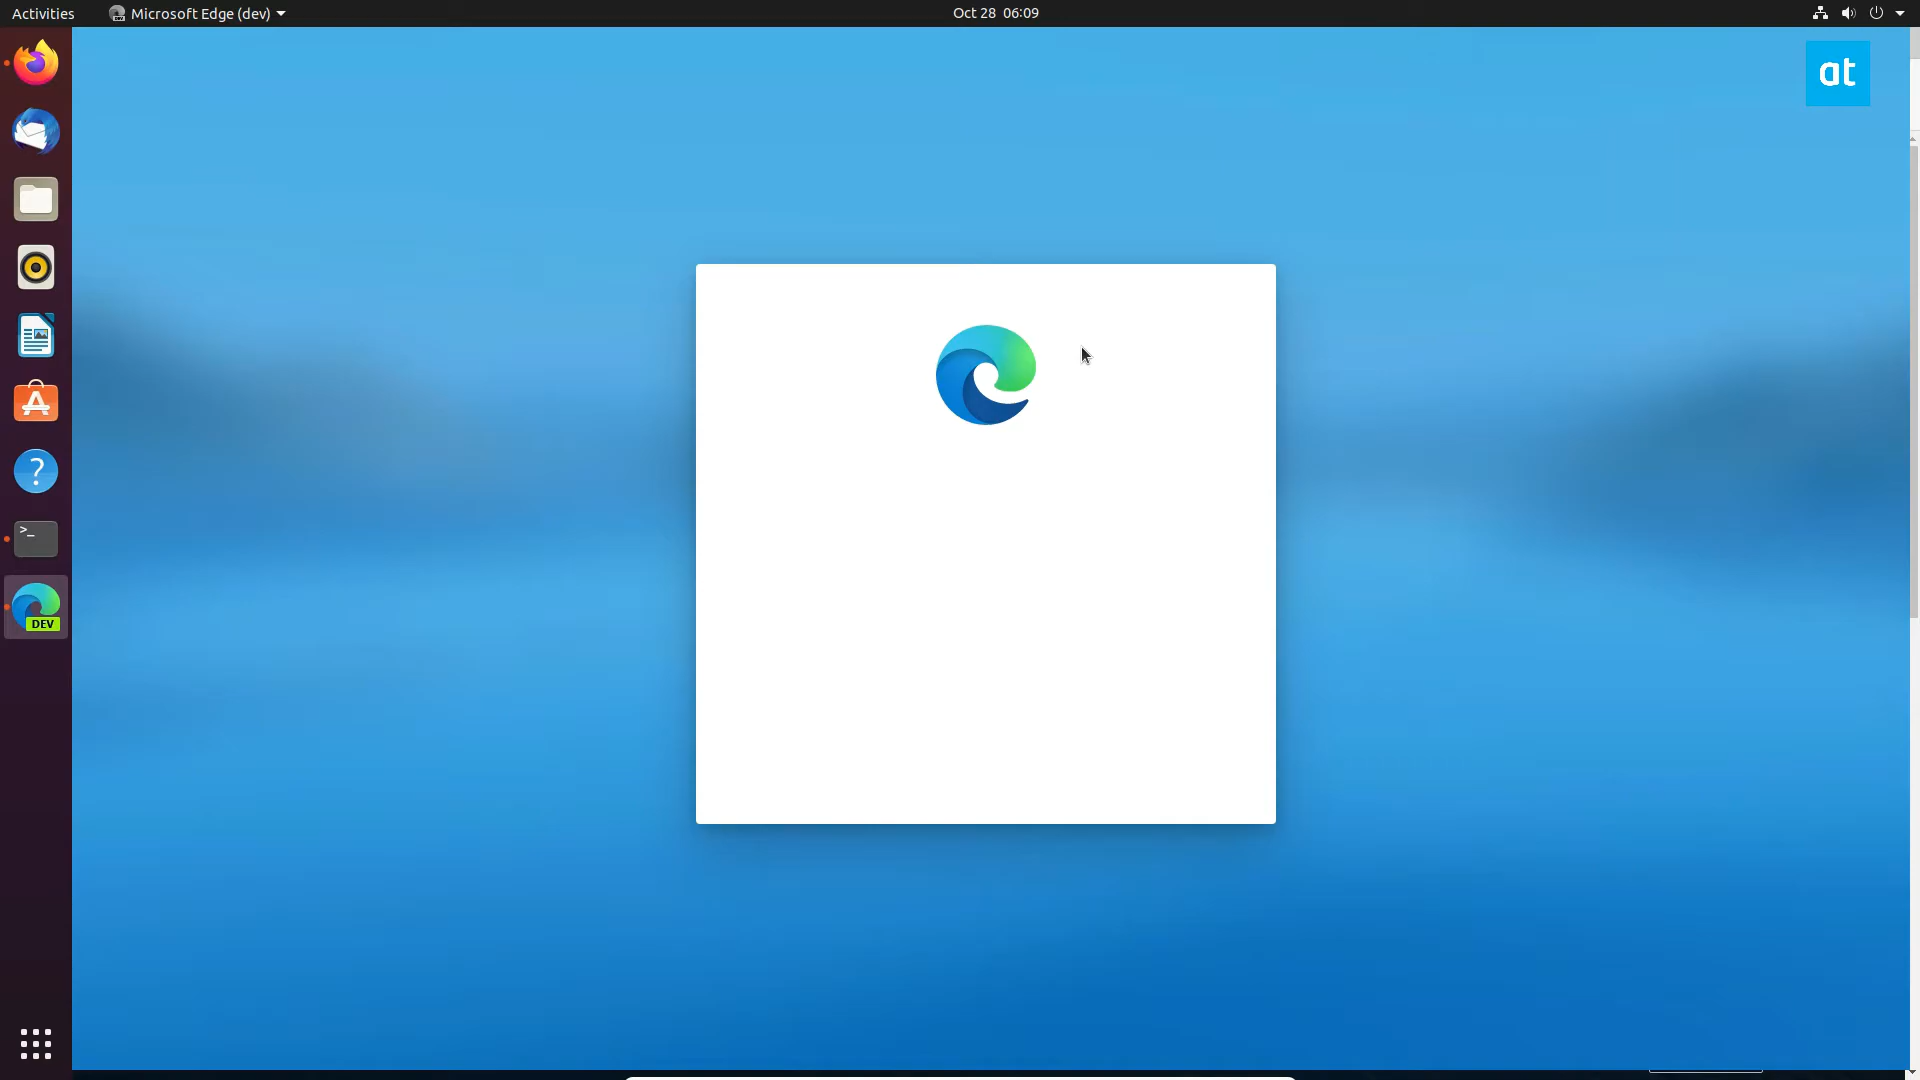 Activities
Microsoft Edge (dev)
Oct 28 06:09
at
?
>_
DEV